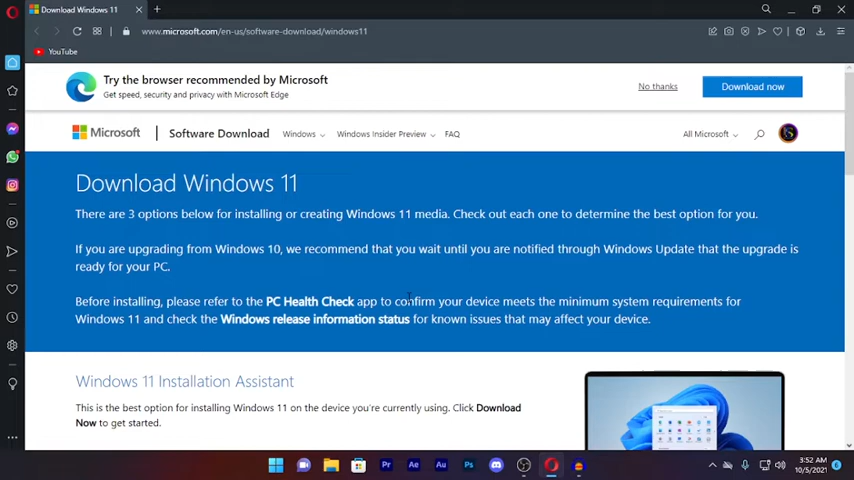 Download Windows 11
www.microsoft.com/en-us/software-download/windows11
YouTube
Try the browser recommended by Microsoft
Get speed, security and privacy with Microsoft Edge
No thanks
Download now
Microsoft
Software Download
Windows
Windows Insider Preview
FAQ
All Microsoft
Download Windows 11
There are 3 options below for installing or creating Windows 11 media. Check out each one to determine the best option for you.
If you are upgrading from Windows 10, we recommend that you wait until you are notified through Windows Update that the upgrade is
ready for your PC.
Before installing, please refer to the PC Health Check app to confirm your device meets the minimum system requirements for
Windows 11 and check the Windows release information status for known issues that may affect your device.
Windows 11 Installation Assistant
This is the best option for installing Windows 11 on the device you're currently using. Click Download
Now to get started.
Pr
Ae
Au
Ps
3:52 AM
10/5/2021
6